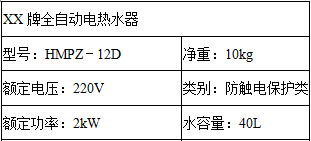 XX 牌全自动电热水器
型号：HMPZ－12D 净重：10kg
额定电压：220V 类别：防触电保护类
额定功率：2kW 水容量：40L